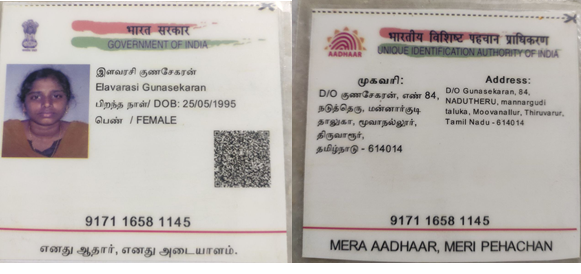 भारत सरकार
GOVERNMENT OF INDIA
இளவரசி குணசேகரன்
Elavarasi Gunasekaran
பிறந்த நாள்/ DOB: 25/05/1995
பெண் / FEMALE
9171 1658 1145
எனது ஆதார், எனது அடையாளம்.
भारतीय विशिष्ट पहचान प्राधिकरण
UNIQUE IDENTIFICATION AUTHORITY OF INDIA
AADHAAR
முகவரி:
D/O குணசேகரன், எண் 84,
நடுத்தெரு, மன்னார்குடி
தாலுகா, மூவாநல்லூர்,
திருவாரூர்,
தமிழ்நாடு - 614014
Address:
D/O Gunasekaran, 84,
NADUTHERU, mannargudi
taluka, Moovanallur, Thiruvarur,
Tamil Nadu - 614014
9171 1658 1145
MERA AADHAAR, MERI PEHACHAN